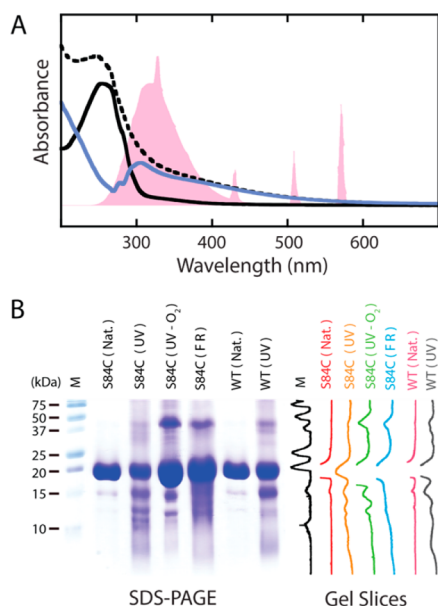 A
Absorbance
300 400 500 600
Wavelength (nm)
B
(kDa)
M
S84C (Nat.)
S84C (UV)
S84C (UV - O₂)
S84C (FR)
WT (Nat.)
WT (UV)
M
S84C (Nat.)
S84C (UV)
S84C (UV - O₂)
S84C (FR)
WT (Nat.)
WT (UV)
75
50
37
25
20
15
10
SDS-PAGE
Gel Slices